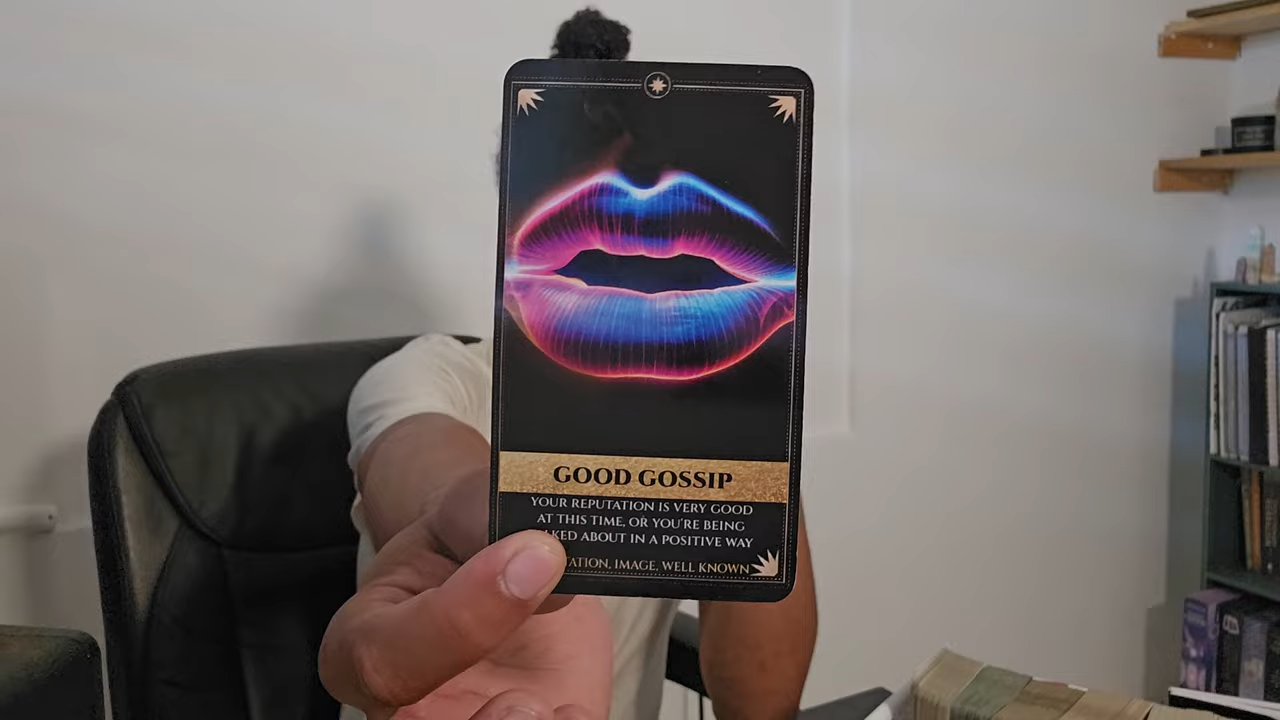 GOOD GOSSIP
YOUR REPUTATION IS VERY GOOD
AT THIS TIME, OR YOU'RE BEING
ABOUT IN A POSITIVE WAY
IMAGE, WELL KNOWN